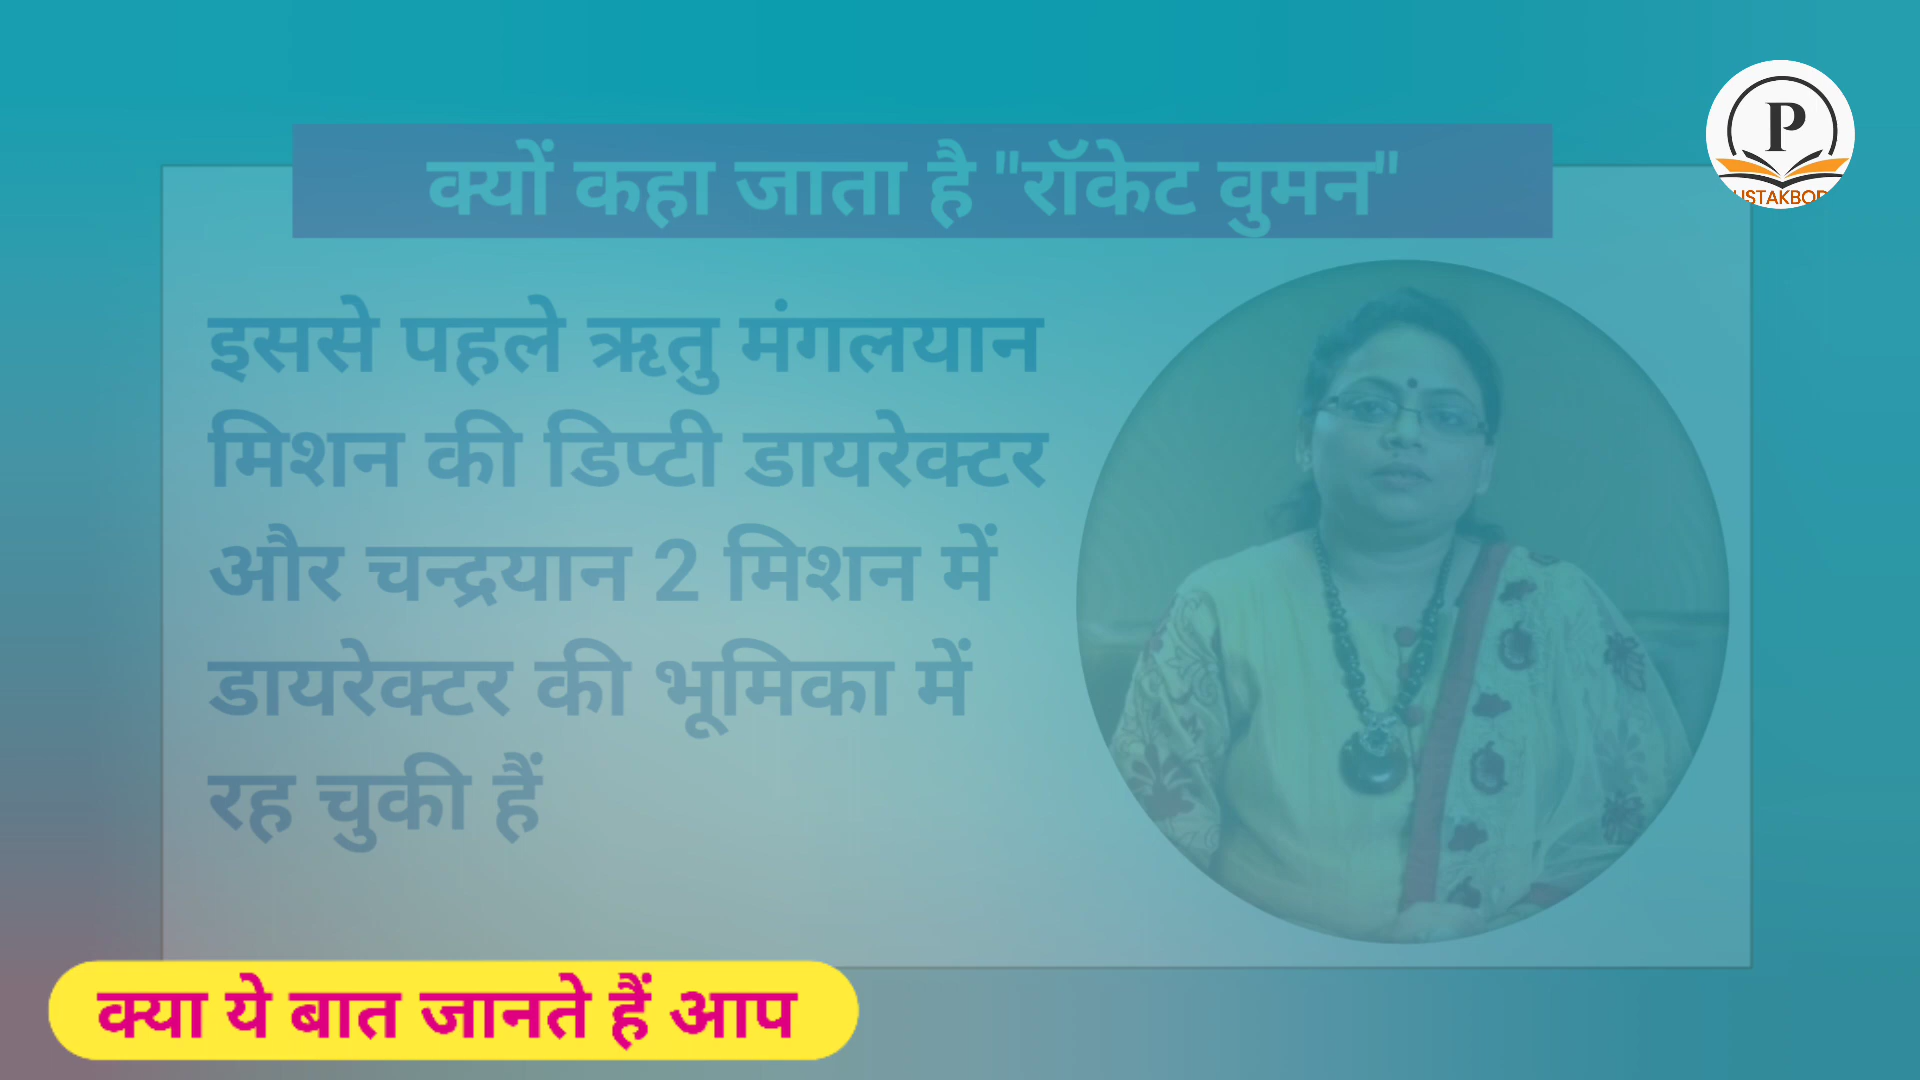 क्यों कहा जाता है "रॉकेट वुमन"
इससे पहले ऋतु मंगलयान
मिशन की डिप्टी डायरेक्टर
और चन्द्रयान 2 मिशन में
डायरेक्टर की भूमिका में
रह चुकी हैं
क्या ये बात जानते हैं आप
P